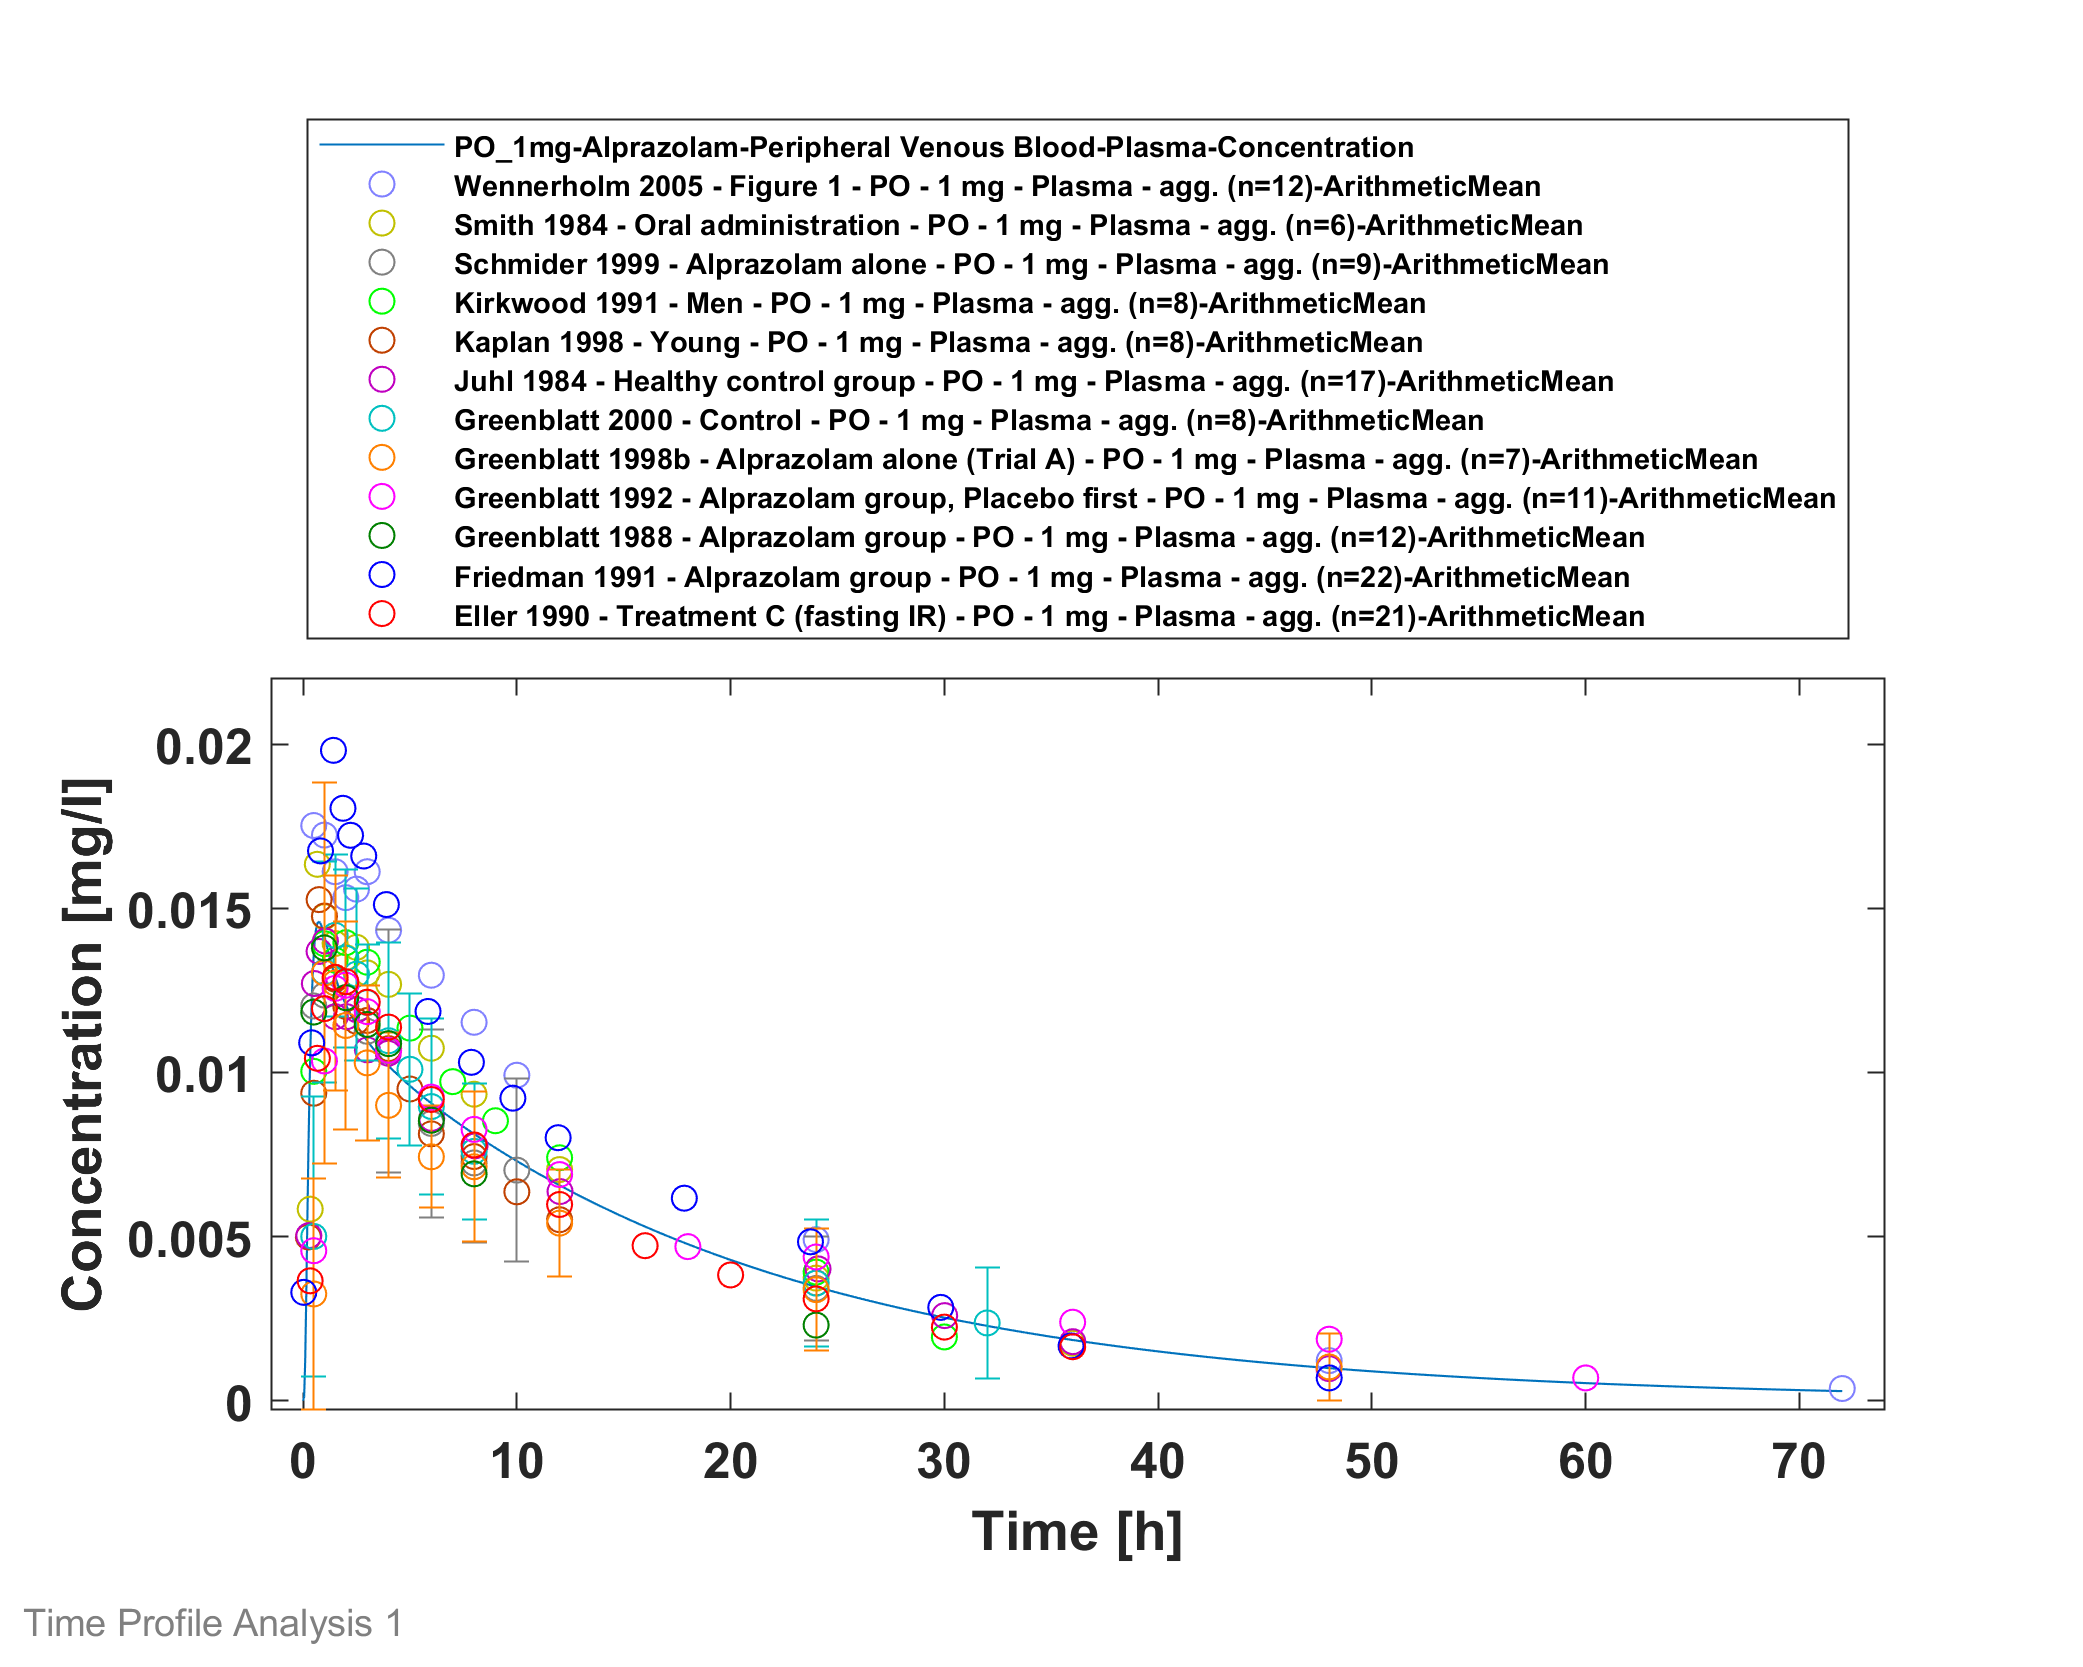 PO_1mg-Alprazolam-Peripheral Venous Blood-Plasma-Concentration
Wennerholm 2005 - Figure 1 - PO - 1 mg - Plasma - agg. (n=12)-ArithmeticMean
Smith 1984 - Oral administration - PO - 1 mg - Plasma - agg. (n=6)-ArithmeticMean
Schmider 1999 - Alprazolam alone - PO - 1 mg - Plasma - agg. (n=9)-ArithmeticMean
Kirkwood 1991 - Men - PO - 1 mg - Plasma - agg. (n=8)-ArithmeticMean
Kaplan 1998 - Young - PO - 1 mg - Plasma - agg. (n=8)-ArithmeticMean
Juhl 1984 - Healthy control group - PO - 1 mg - Plasma - agg. (n=17)-ArithmeticMean
Greenblatt 2000 - Control - PO - 1 mg - Plasma - agg. (n=8)-ArithmeticMean
Greenblatt 1998b - Alprazolam alone (Trial A) - PO - 1 mg - Plasma - agg. (n=7)-ArithmeticMean
Greenblatt 1992 - Alprazolam group, Placebo first - PO - 1 mg - Plasma - agg. (n=11)-ArithmeticMean
Greenblatt 1988 - Alprazolam group - PO - 1 mg - Plasma - agg. (n=12)-ArithmeticMean
Friedman 1991 - Alprazolam group - PO - 1 mg - Plasma - agg. (n=22)-ArithmeticMean
Eller 1990 - Treatment C (fasting IR) - PO - 1 mg - Plasma - agg. (n=21)-ArithmeticMean
Concentration [mg/l]
0.02
0.015
0.01
0.005
0
0 10 20 30 40 50 60 70
Time [h]
Time Profile Analysis 1